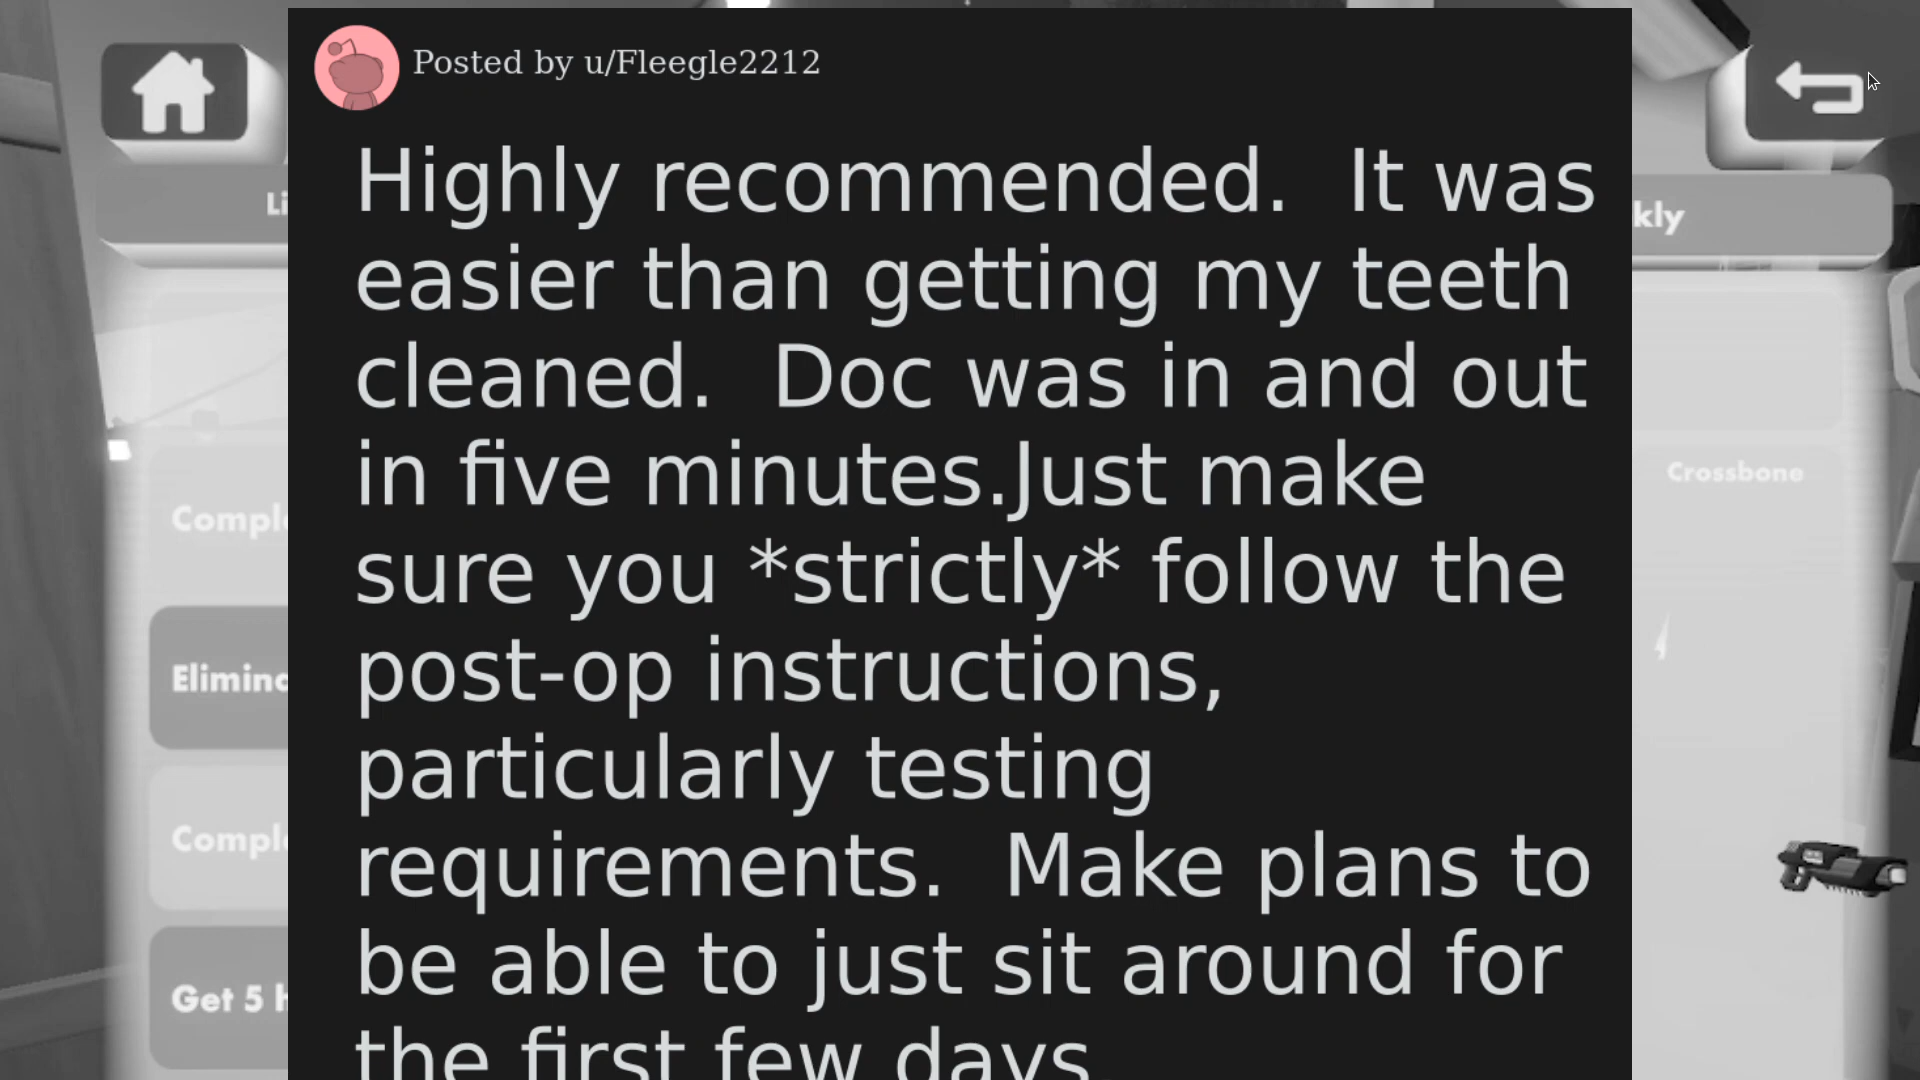 Posted by u/Fleegle2212
Highly recommended.  It was
easier than getting my teeth
cleaned.  Doc was in and out
in five minutes.Just make
sure you *strictly* follow the
post-op instructions,
particularly testing
requirements.  Make plans to
be able to just sit around for
the first few days.
Crossbone
Get 5